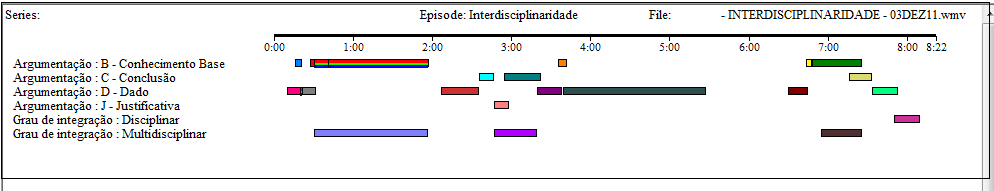 Series: Episode: Interdisciplinaridade File: - INTERDISCIPLINARIDADE - 03DEZ11.wmv
0:00 1:00 2:00 3:00 4:00 5:00 6:00 7:00 8:00 8:22
Argumentação : B - Conhecimento Base
Argumentação : C - Conclusão
Argumentação : D - Dado
Argumentação : J - Justificativa
Grau de integração : Disciplinar
Grau de integração : Multidisciplinar